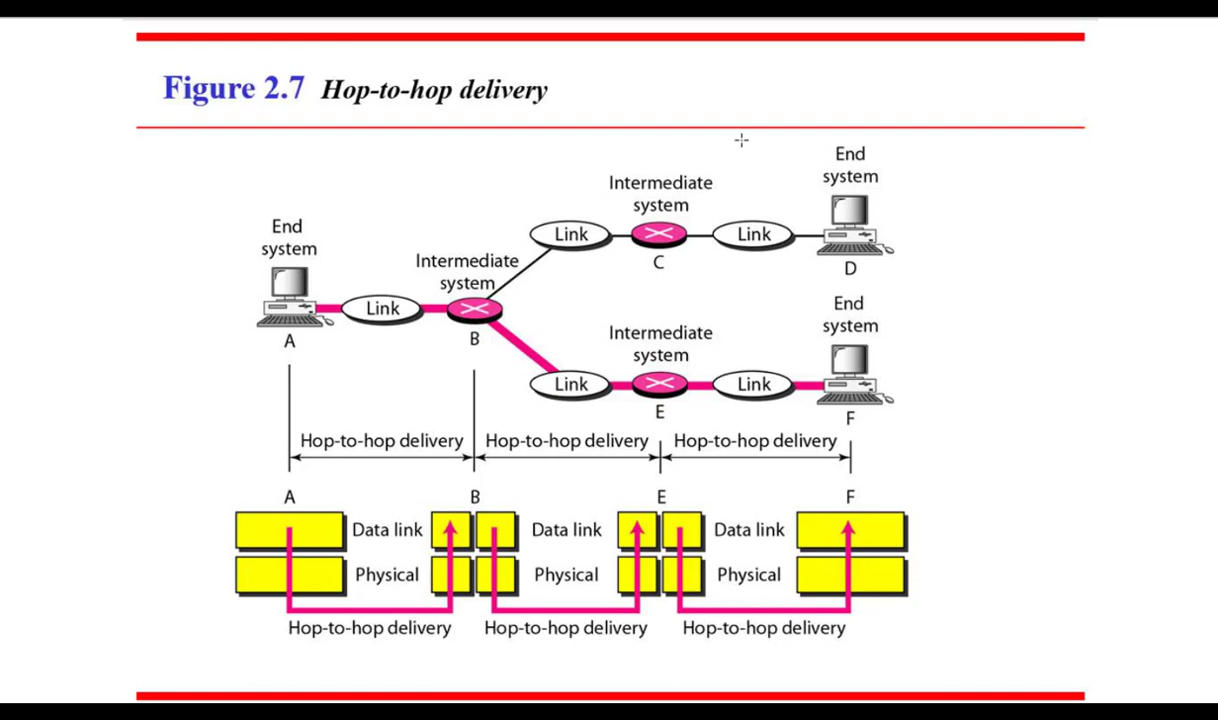 Figure 2.7 Hop-to-hop delivery
End
system
Intermediate
system
Link
Link
C
D
End
system
Intermediate
system
Link
A
B
End
system
Intermediate
system
Link
Link
E
F
Hop-to-hop delivery
Hop-to-hop delivery
Hop-to-hop delivery
A
B
E
F
Data link
Data link
Data link
Physical
Physical
Physical
Hop-to-hop delivery
Hop-to-hop delivery
Hop-to-hop delivery